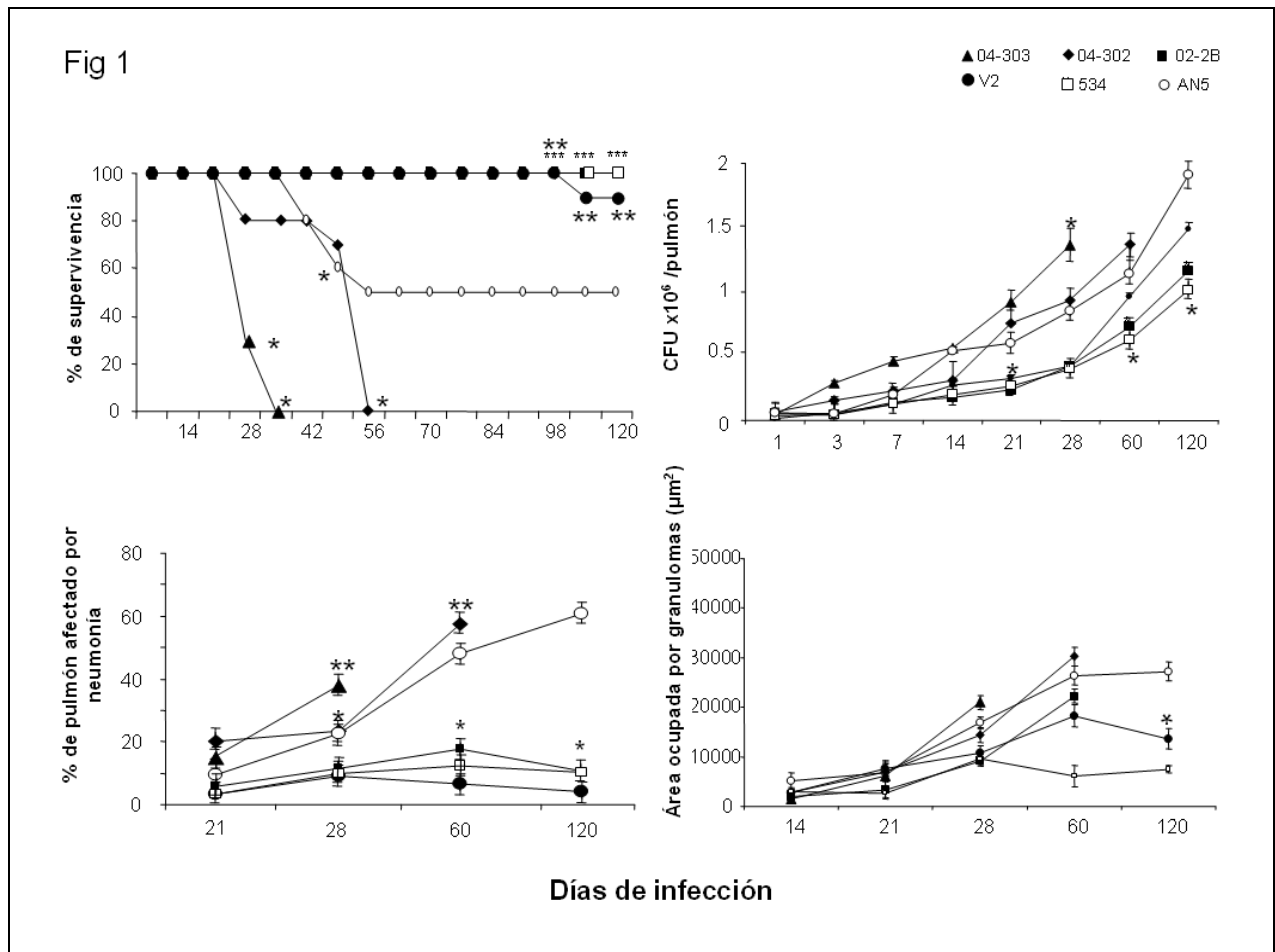 Fig 1
04-303 04-302 02-2B
V2 534 AN5
% de supervivencia
100
80
60
40
20
0
14 28 42 56 70 84 98 120
** *** *** ***
** **
*
*
*
CFU x10⁶ /pulmón
2
1.5
1
0.5
0
1 3 7 14 21 28 60 120
*
*
*
*
% de pulmón afectado por
neumonía
80
60
40
20
0
21 28 60 120
**
**
*
*
*
Área ocupada por granulomas (µm²)
50000
40000
30000
20000
10000
0
14 21 28 60 120
*
Días de infección